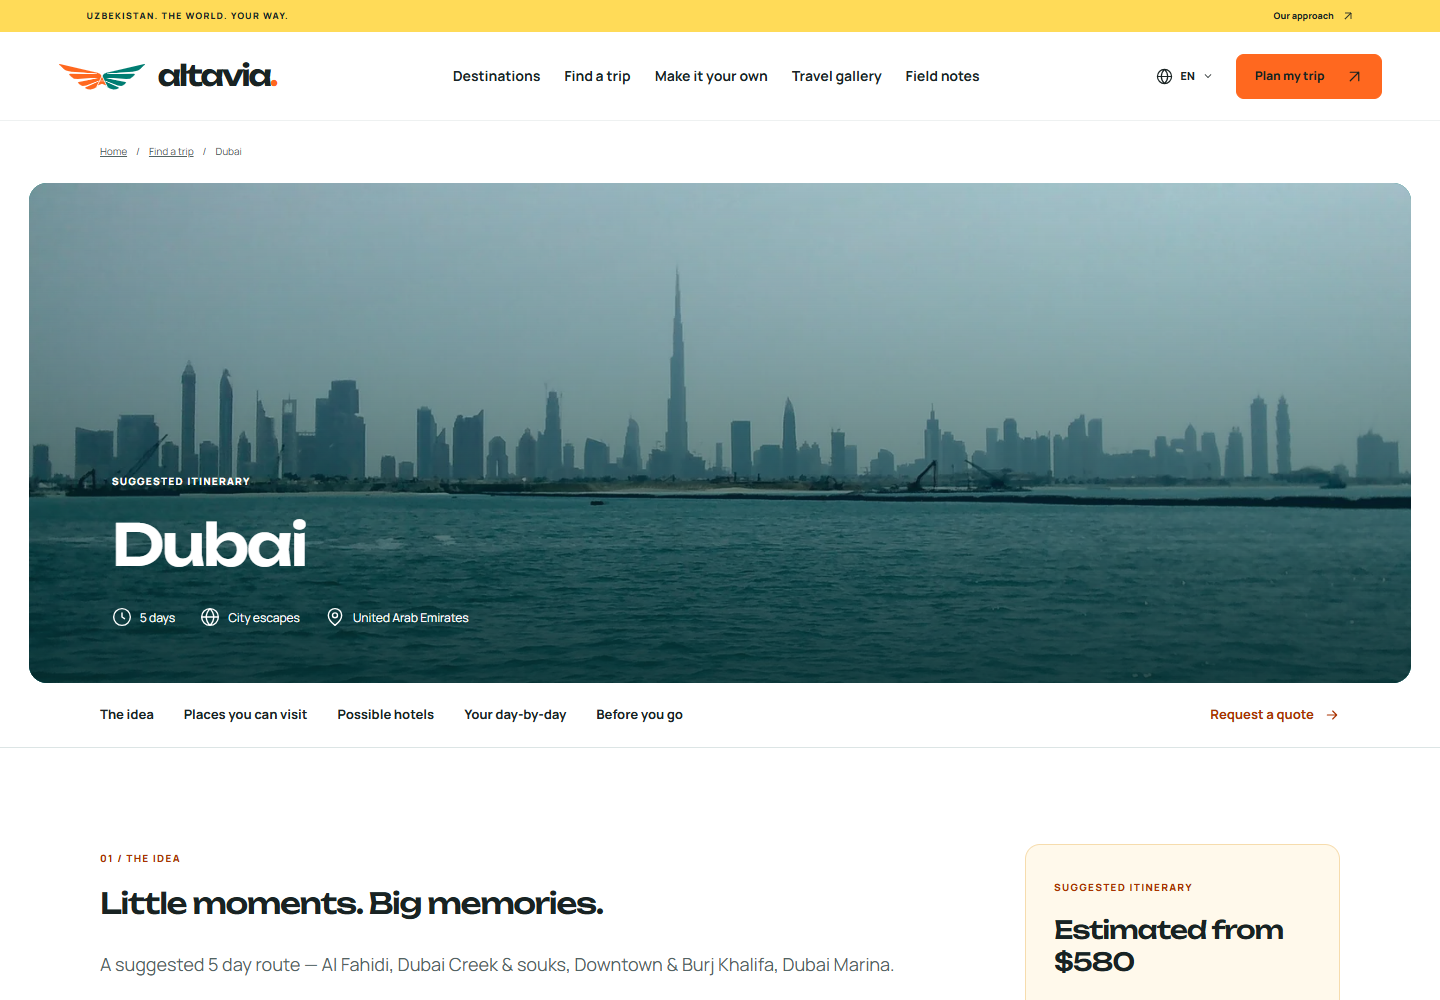 UZBEKISTAN. THE WORLD. YOUR WAY.
Our approach
altavia.
Destinations
Find a trip
Make it your own
Travel gallery
Field notes
EN
Plan my trip
Home / Find a trip / Dubai
SUGGESTED ITINERARY
Dubai
5 days
City escapes
United Arab Emirates
The idea
Places you can visit
Possible hotels
Your day-by-day
Before you go
Request a quote
01 / THE IDEA
Little moments. Big memories.
A suggested 5 day route — Al Fahidi, Dubai Creek & souks, Downtown & Burj Khalifa, Dubai Marina.
SUGGESTED ITINERARY
Estimated from
$580